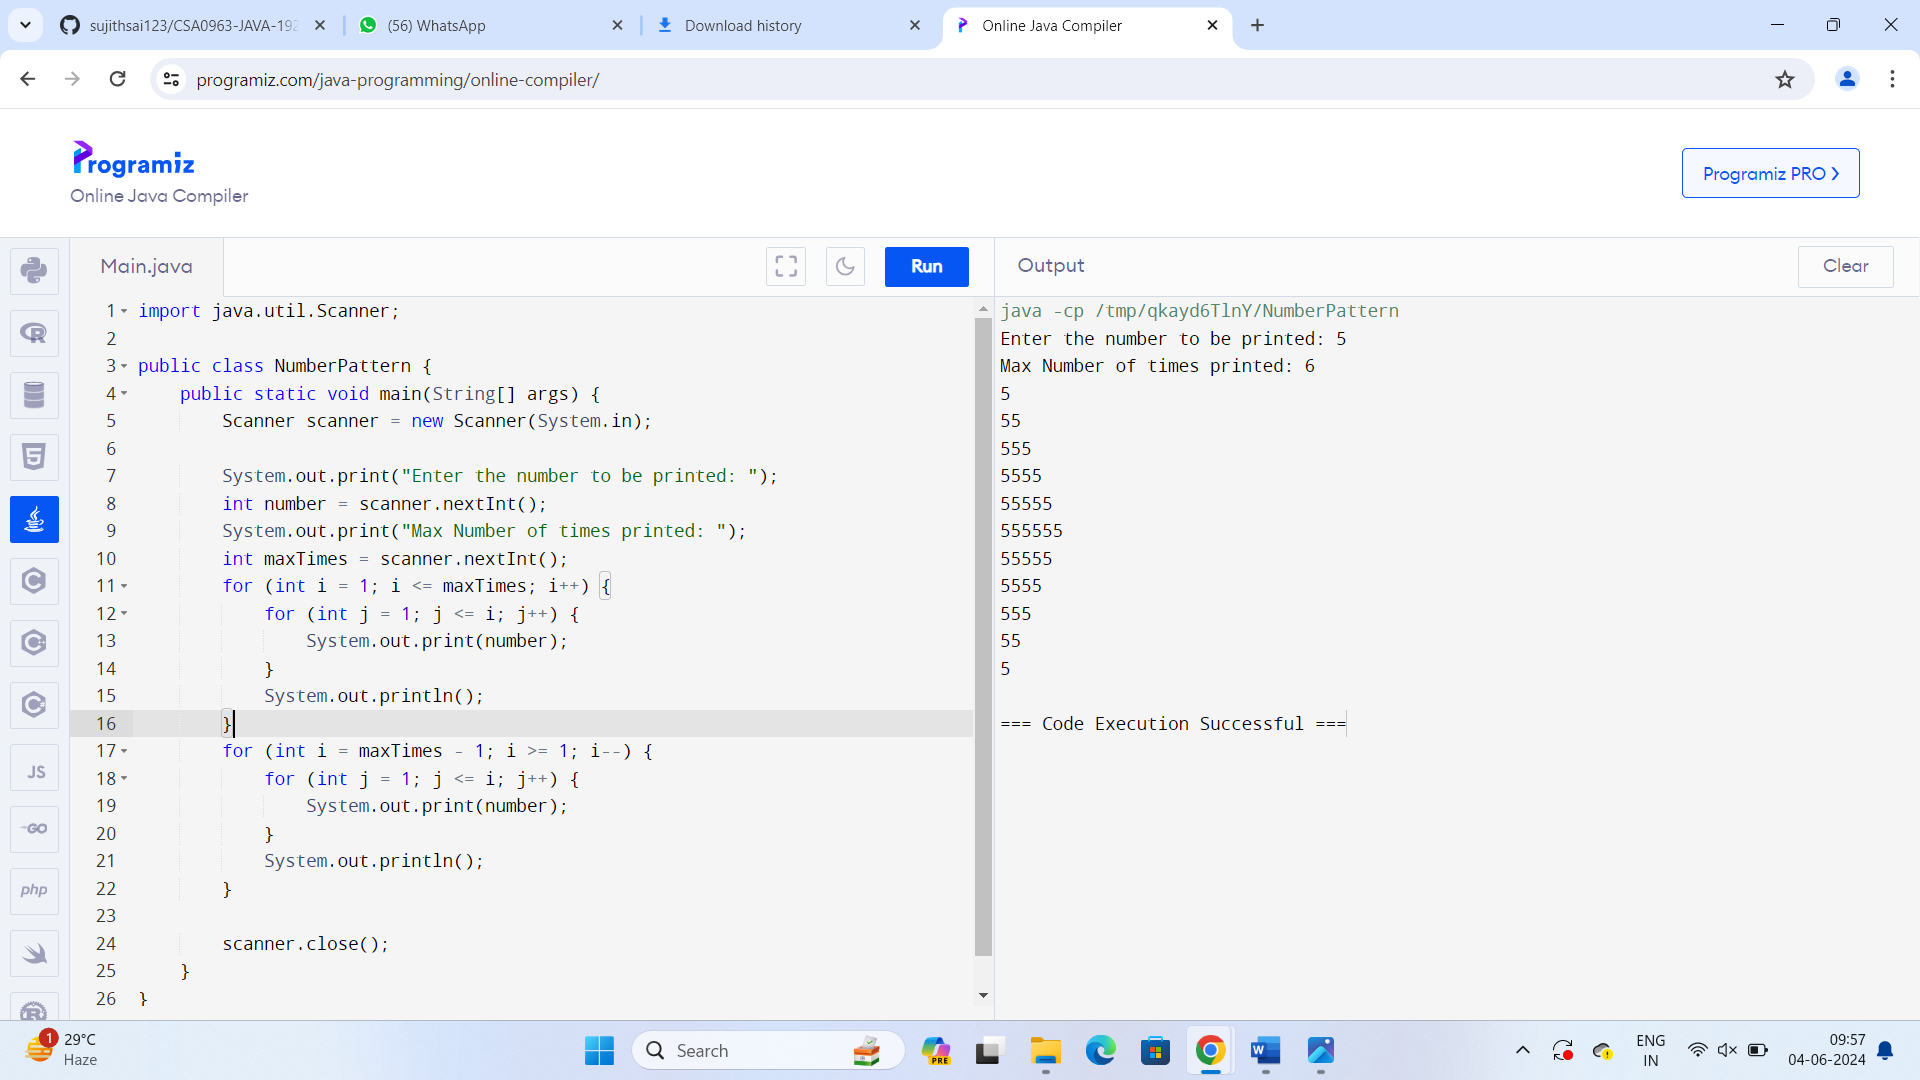 sujithsai123/CSA0963-JAVA-192
(56) WhatsApp
Download history
Online Java Compiler
programiz.com/java-programming/online-compiler/
Programiz
Online Java Compiler
Programiz PRO ❯
Main.java
Run
Output
Clear
1 import java.util.Scanner;
2
3 public class NumberPattern {
4     public static void main(String[] args) {
5         Scanner scanner = new Scanner(System.in);
6
7         System.out.print("Enter the number to be printed: ");
8         int number = scanner.nextInt();
9         System.out.print("Max Number of times printed: ");
10         int maxTimes = scanner.nextInt();
11         for (int i = 1; i <= maxTimes; i++) {
12             for (int j = 1; j <= i; j++) {
13                 System.out.print(number);
14             }
15             System.out.println();
16         }
17         for (int i = maxTimes - 1; i >= 1; i--) {
18             for (int j = 1; j <= i; j++) {
19                 System.out.print(number);
20             }
21             System.out.println();
22         }
23
24         scanner.close();
25     }
26 }
java -cp /tmp/qkayd6TlnY/NumberPattern
Enter the number to be printed: 5
Max Number of times printed: 6
5
55
555
5555
55555
555555
55555
5555
555
55
5
=== Code Execution Successful ===
JS
GO
php
1
29°C
Haze
Search
PRE
W
ENG
IN
09:57
04-06-2024